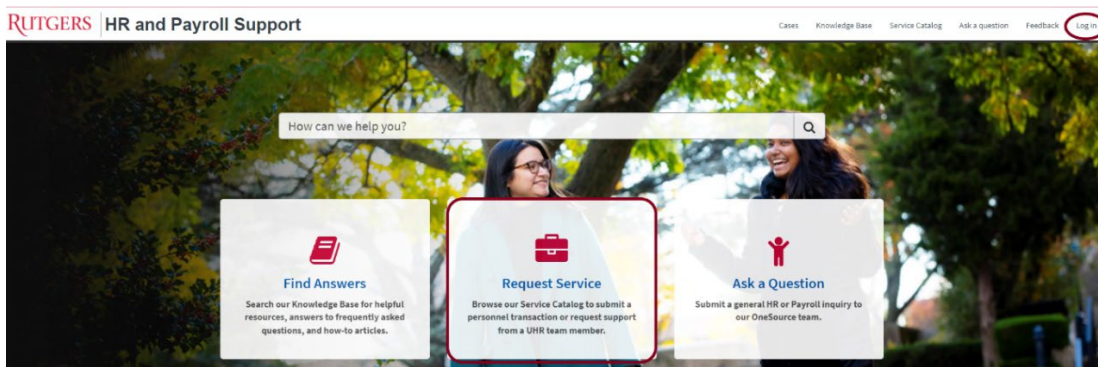 RUTGERS HR and Payroll Support
Cases Knowledge Base Service Catalog Ask a question Feedback Log in
How can we help you?
Find Answers
Search our Knowledge Base for helpful
resources, answers to frequently asked
questions, and how-to articles.
Request Service
Browse our Service Catalog to submit a
personnel transaction or request support
from a UHR team member.
Ask a Question
Submit a general HR or Payroll inquiry to
our OneSource team.